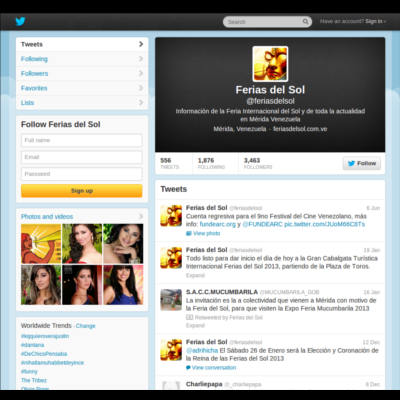 Search
Have an account? Sign in
Tweets
Following
Followers
Favorites
Lists
Follow Ferias del Sol
Full name
Email
Password
Sign up
Photos and videos
Worldwide Trends · Change
#kiqquiensverajustin
#dantana
#DeChicoPensaba
#funny
The Tribez
Ferias del Sol
@feriasdelsol
Información de la Feria Internacional del Sol y de toda la actualidad
en Mérida Venezuela
Mérida, Venezuela · feriasdelsol.com.ve
556
TWEETS
1,876
FOLLOWING
3,463
FOLLOWERS
Follow
Tweets
Ferias del Sol @feriasdelsol 6 Jun
Cuenta regresiva para el 9no Festival del Cine Venezolano, más
info: fundearc.org y @FUNDEARC pic.twitter.com/JUoM66C8Ts
View photo
Ferias del Sol @feriasdelsol 19 Jan
Todo listo para dar inicio el día de hoy a la Gran Cabalgata Turística
Internacional Ferias del Sol 2013, partiendo de la Plaza de Toros.
Expand
S.A.C.C.MUCUMBARILA @MUCUMBARILA_GOB 16 Jan
La invitación es la a colectividad que vienen a Mérida con motivo de
la Feria del Sol, para que visiten la Expo Feria Mucumbarila 2013
Retweeted by Ferias del Sol
Expand
Ferias del Sol @feriasdelsol 12 Dec
@adrihicha El Sábado 26 de Enero será la Elección y Coronación de
la Reina de las Ferias del Sol 2013
View conversation
Charliepapa @_charliepapa 8 Dec